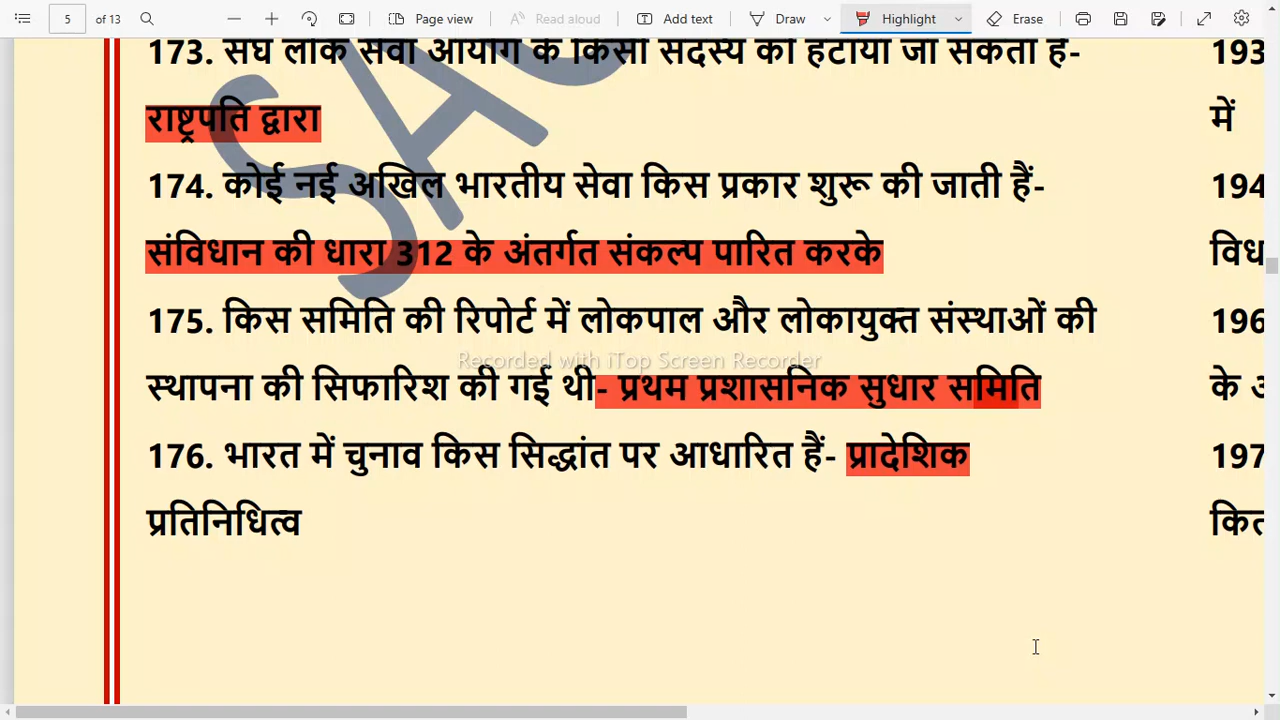 5 of 13 Page view Read aloud Add text Draw Highlight Erase
173. संघ लोक सेवा आयोग के किसी सदस्य को हटाया जा सकता है-
राष्ट्रपति द्वारा
174. कोई नई अखिल भारतीय सेवा किस प्रकार शुरू की जाती हैं-
संविधान की धारा 312 के अंतर्गत संकल्प पारित करके
175. किस समिति की रिपोर्ट में लोकपाल और लोकायुक्त संस्थाओं की
Recorded with iTop Screen Recorder
स्थापना की सिफारिश की गई थी- प्रथम प्रशासनिक सुधार समिति
176. भारत में चुनाव किस सिद्धांत पर आधारित हैं- प्रादेशिक
प्रतिनिधित्व
193
में
194
196
के
197